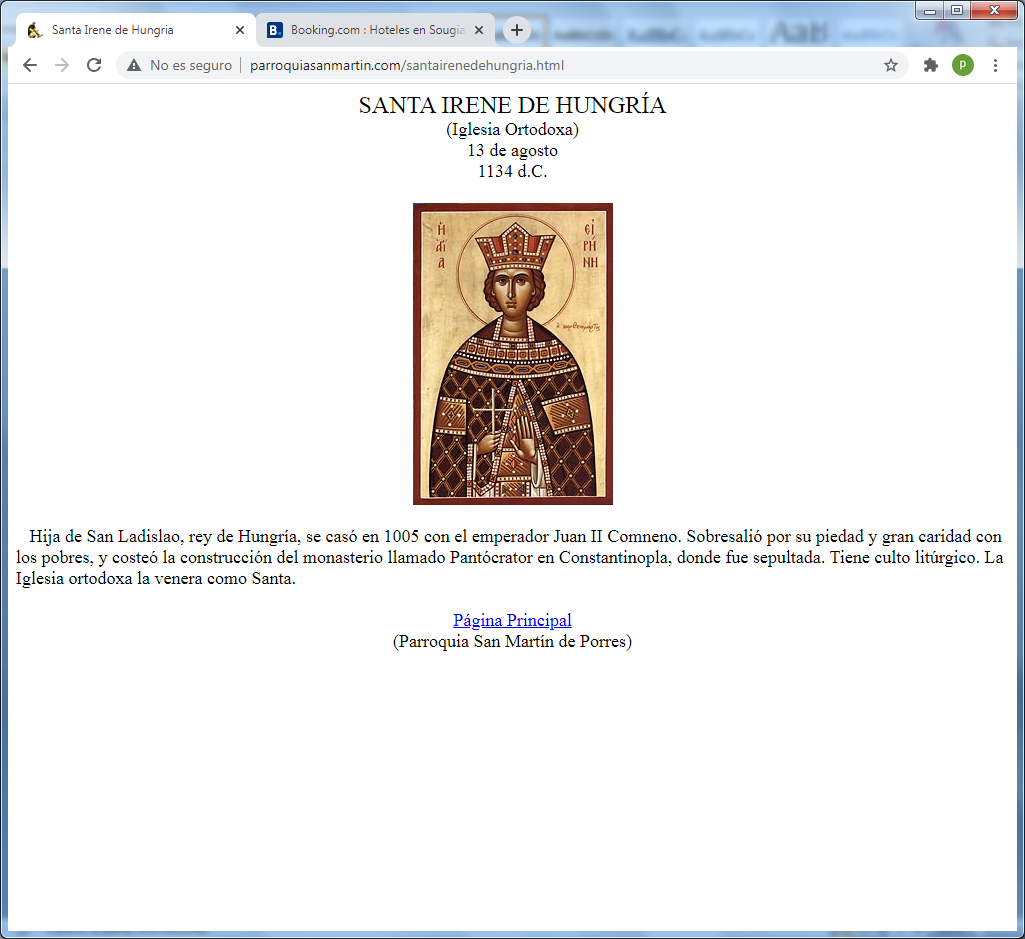 Santa Irene de Hungria
Booking.com : Hoteles en Sougia
No es seguro
parroquiasanmartin.com/santairenedehungria.html
P
SANTA IRENE DE HUNGRÍA
(Iglesia Ortodoxa)
13 de agosto
1134 d.C.
Ἡ ἁγία
Εἰρήνη
Hija de San Ladislao, rey de Hungría, se casó en 1005 con el emperador Juan II Comneno. Sobresalió por su piedad y gran caridad con
los pobres, y costeó la construcción del monasterio llamado Pantócrator en Constantinopla, donde fue sepultada. Tiene culto litúrgico. La
Iglesia ortodoxa la venera como Santa.
Página Principal
(Parroquia San Martín de Porres)